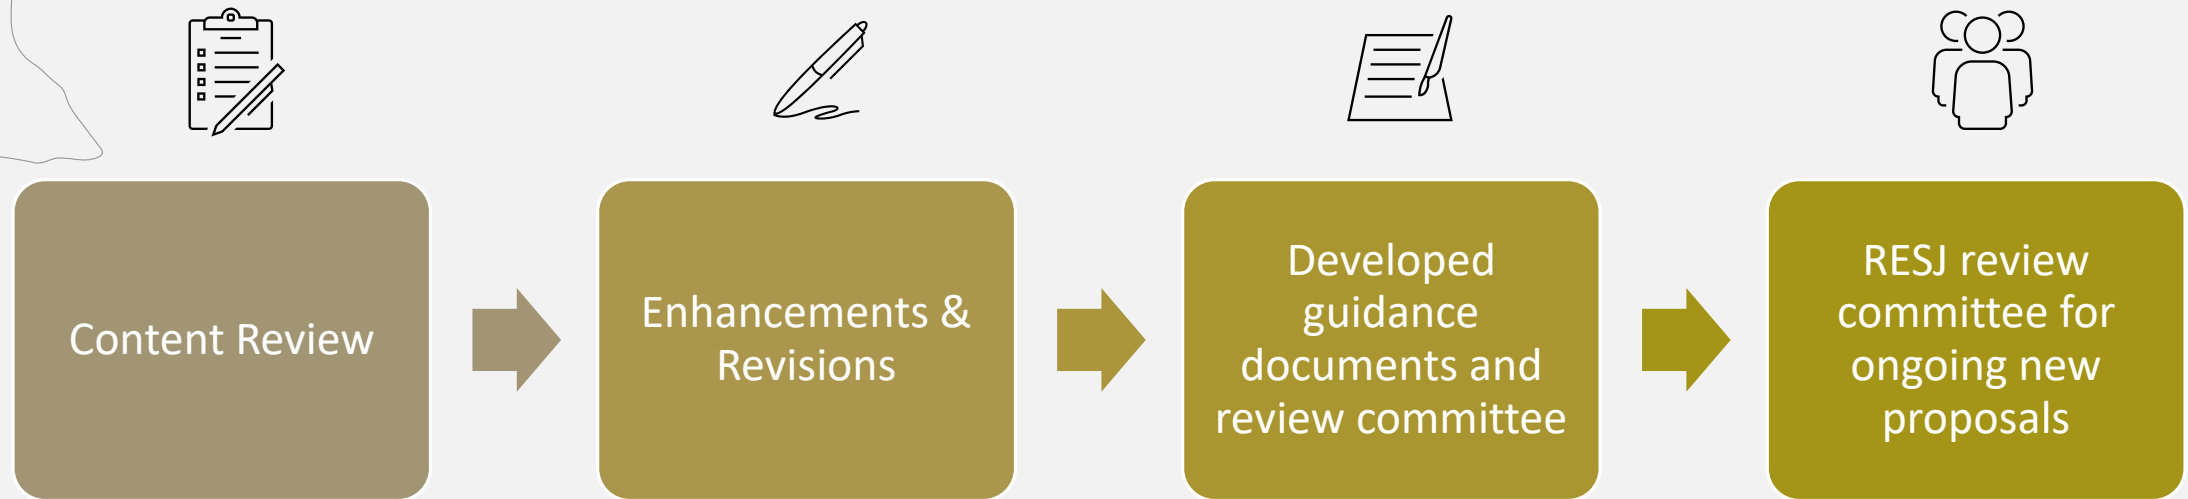 Content Review
Enhancements &
Revisions
Developed
guidance
documents and
review committee
RESJ review
committee for
ongoing new
proposals